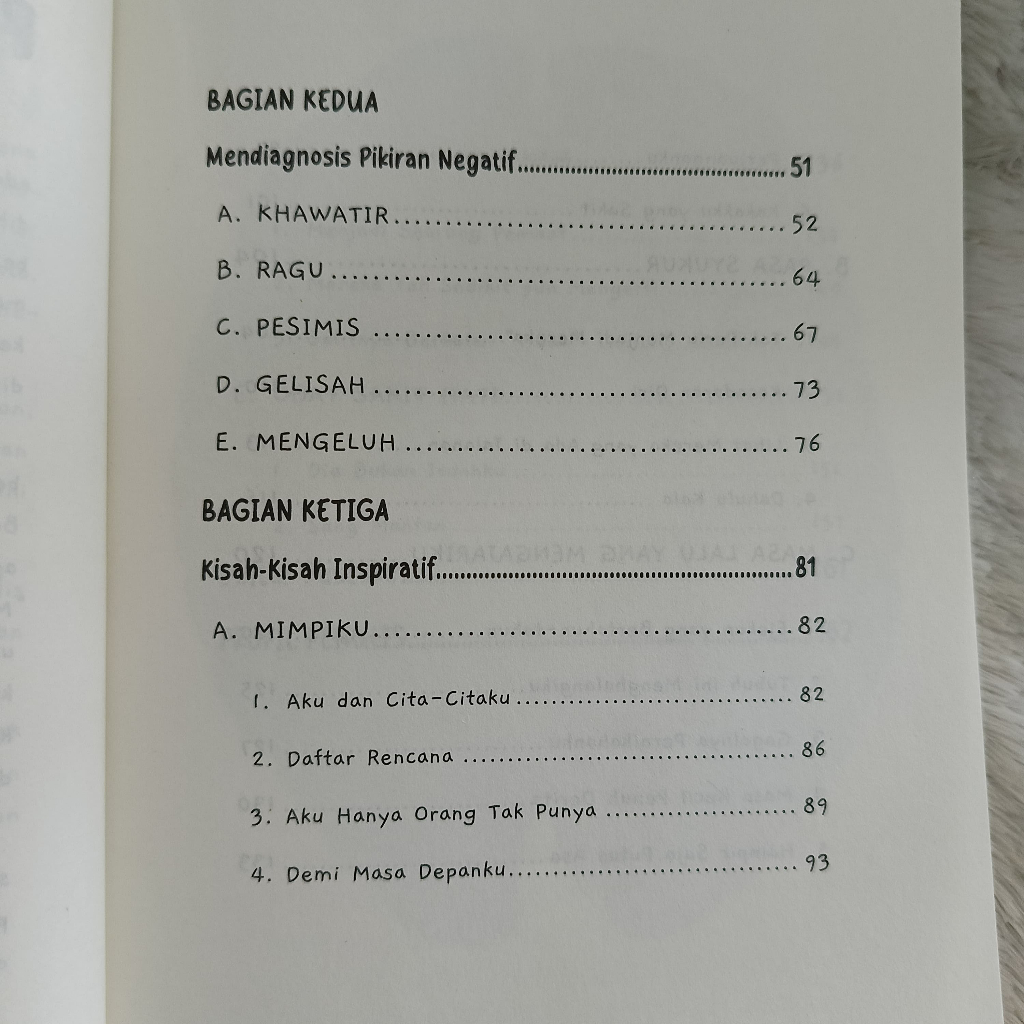 BAGIAN KEDUA
Mendiagnosis Pikiran Negatif................................................ 51
A. KHAWATIR........................................ 52
B. RAGU.............................................. 64
C. PESIMIS.......................................... 67
D. GELISAH.......................................... 73
E. MENGELUH....................................... 76
BAGIAN KETIGA
Kisah-Kisah Inspiratif................................................................81
A. MIMPIKU..........................................82
1. Aku dan Cita-Citaku.............................. 82
2. Daftar Rencana.................................... 86
3. Aku Hanya Orang Tak Punya.................... 89
4. Demi Masa Depanku............................... 93